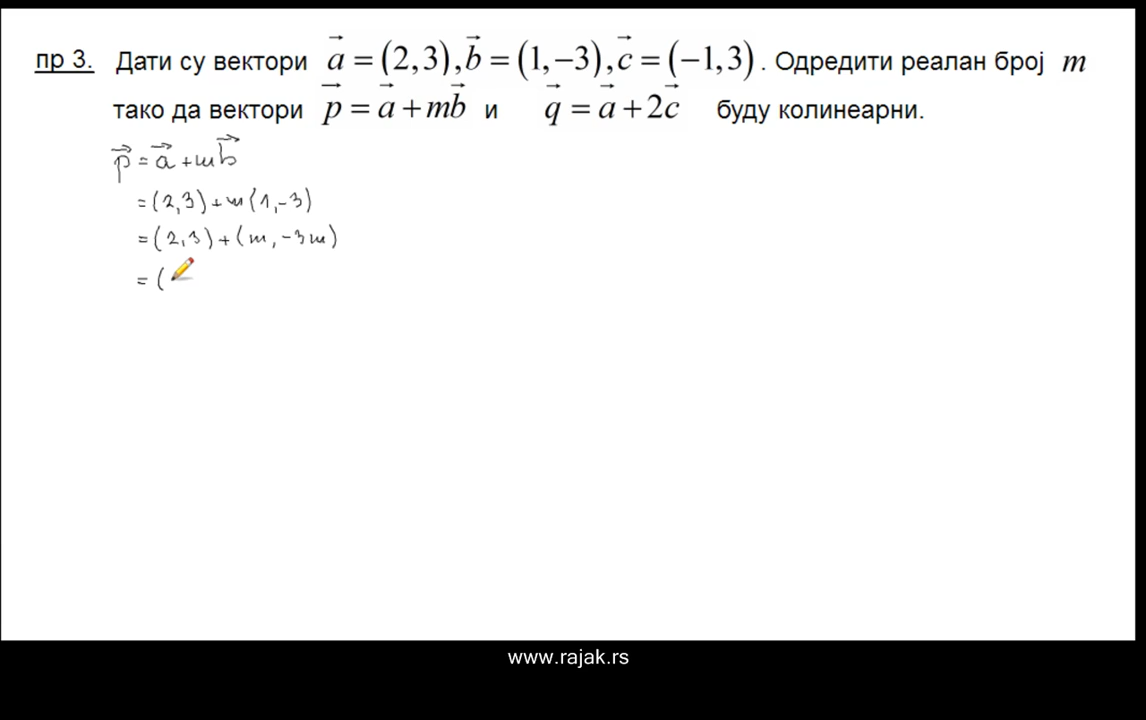 пр 3. Дати су вектори a⃗ = (2,3), b⃗ = (1,−3), c⃗ = (−1,3). Одредити реалан број m
тако да вектори p⃗ = a⃗ + mb⃗ и q⃗ = a⃗ + 2c⃗ буду колинеарни.
p⃗ = a⃗ + mb⃗
= (2,3) + m(1,-3)
= (2,3) + (m,-3m)
= (
www.rajak.rs